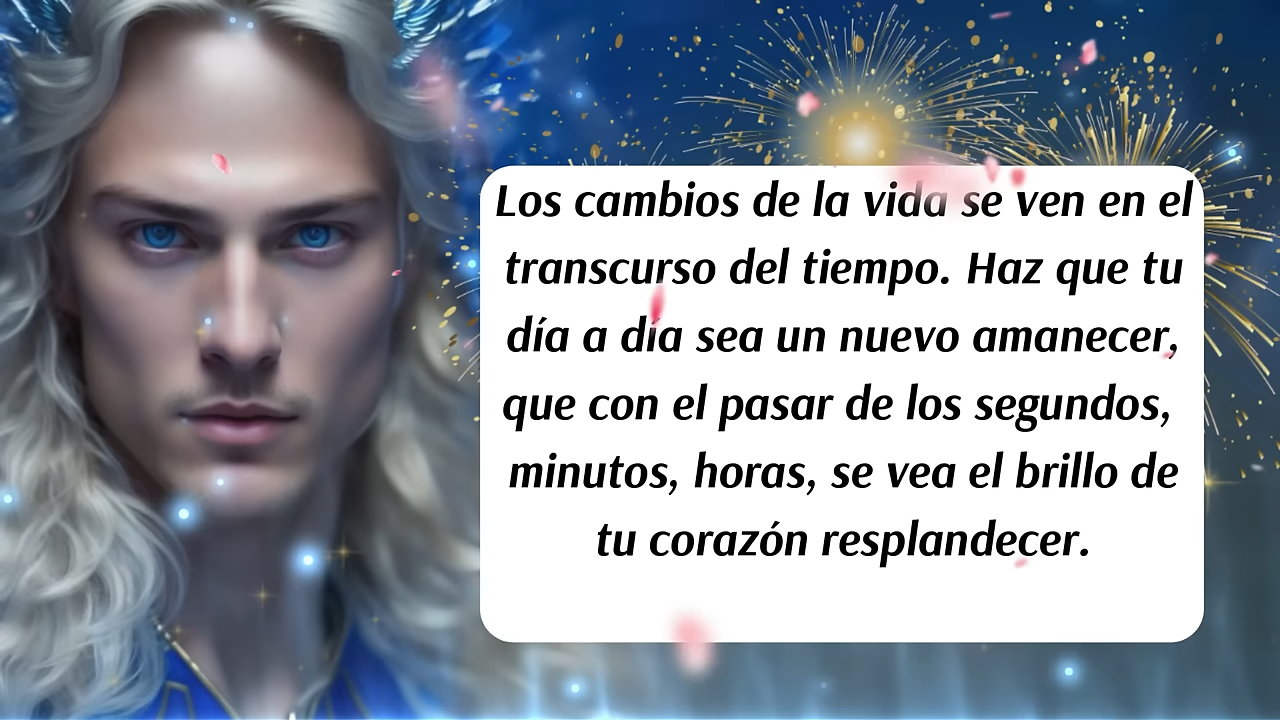 Los cambios de la vida se ven en el
transcurso del tiempo. Haz que tu
día a día sea un nuevo amanecer,
que con el pasar de los segundos,
minutos, horas, se vea el brillo de
tu corazón resplandecer.